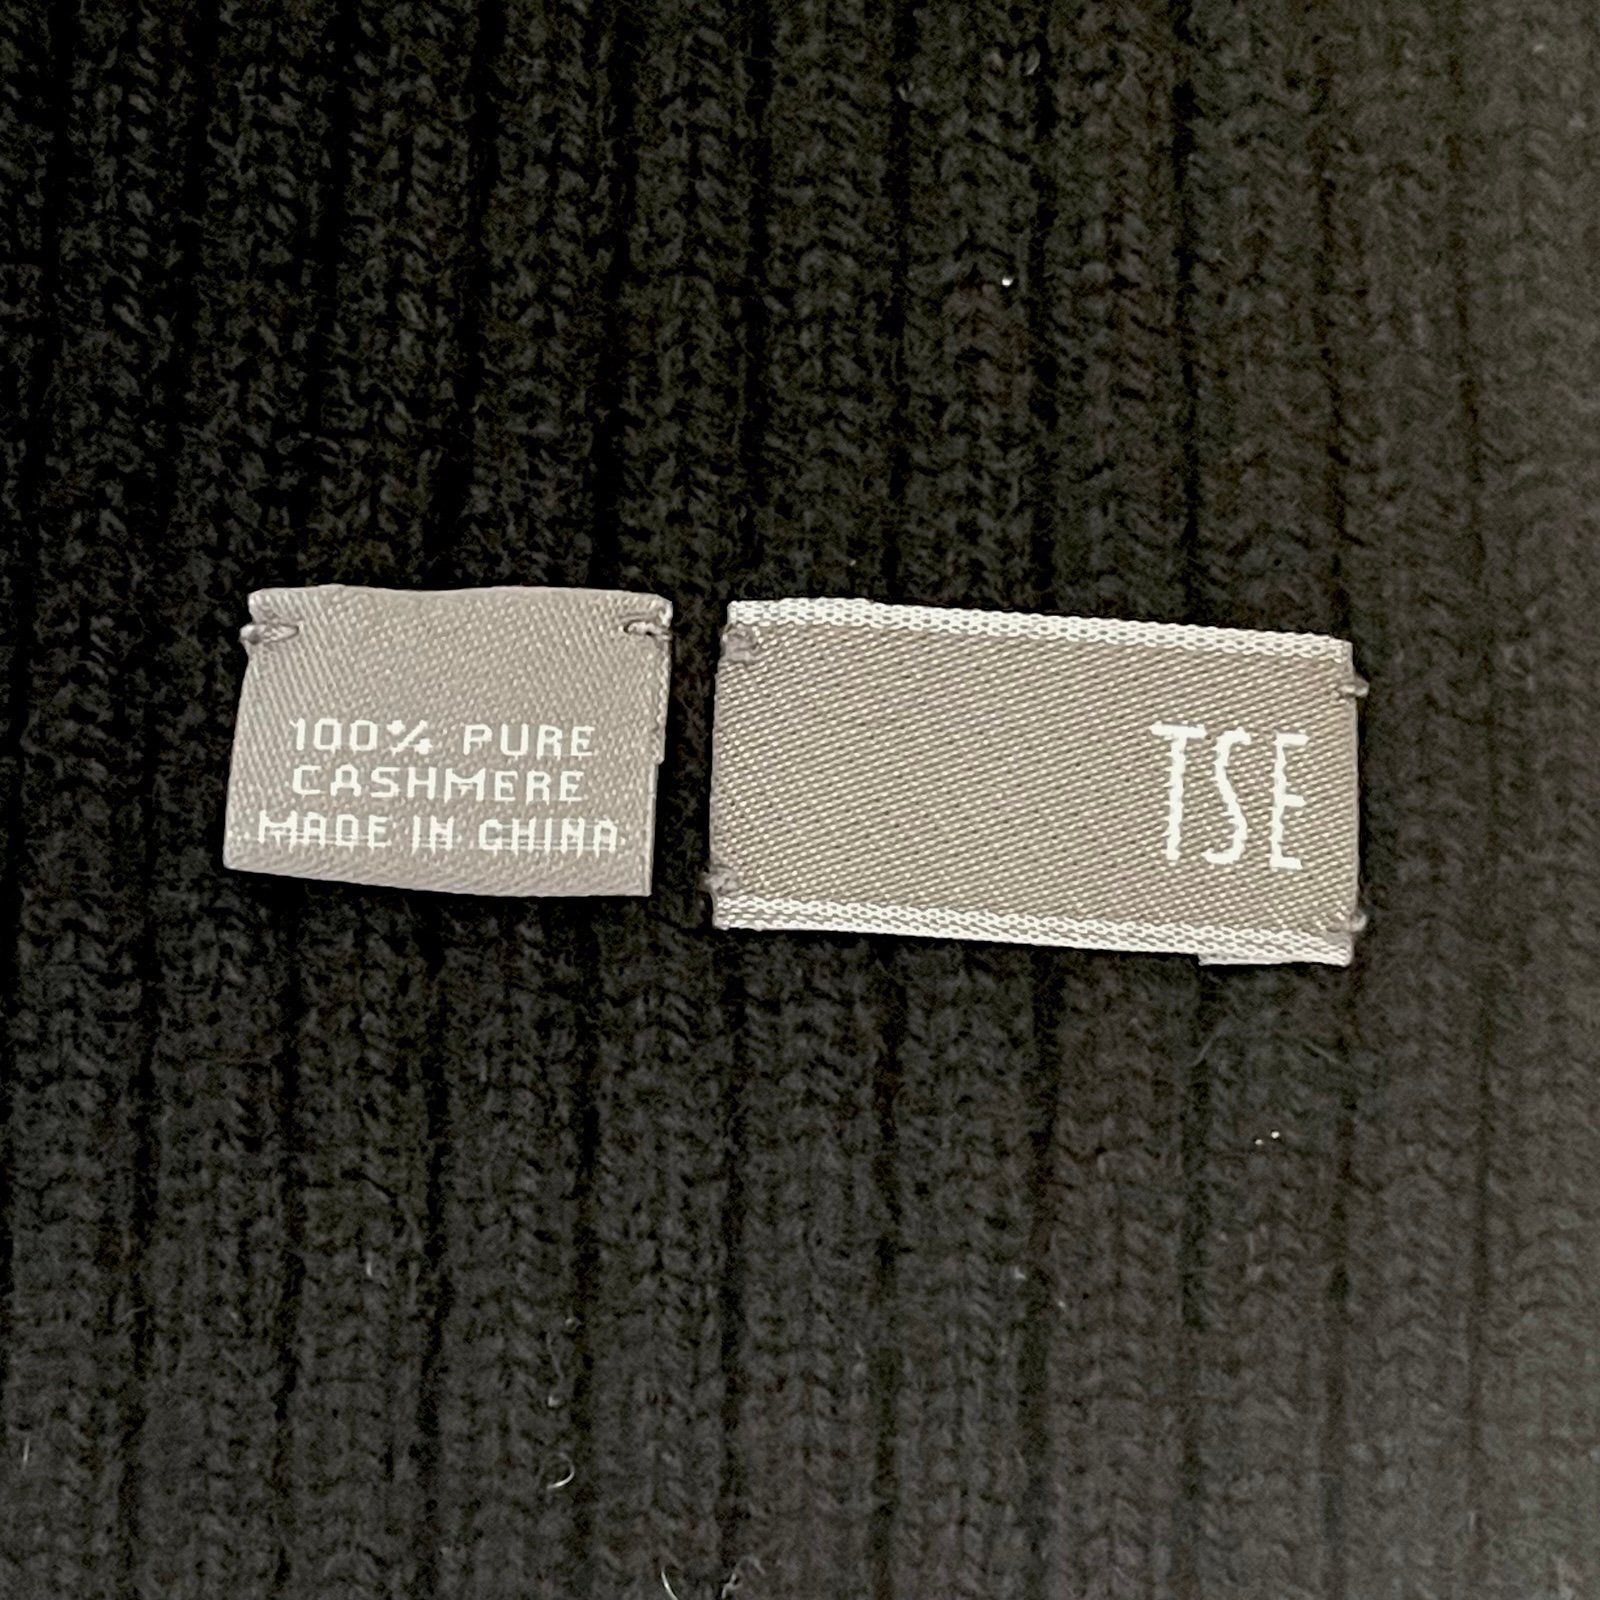 100% PURE
CASHMERE
MADE IN CHINA
TSE